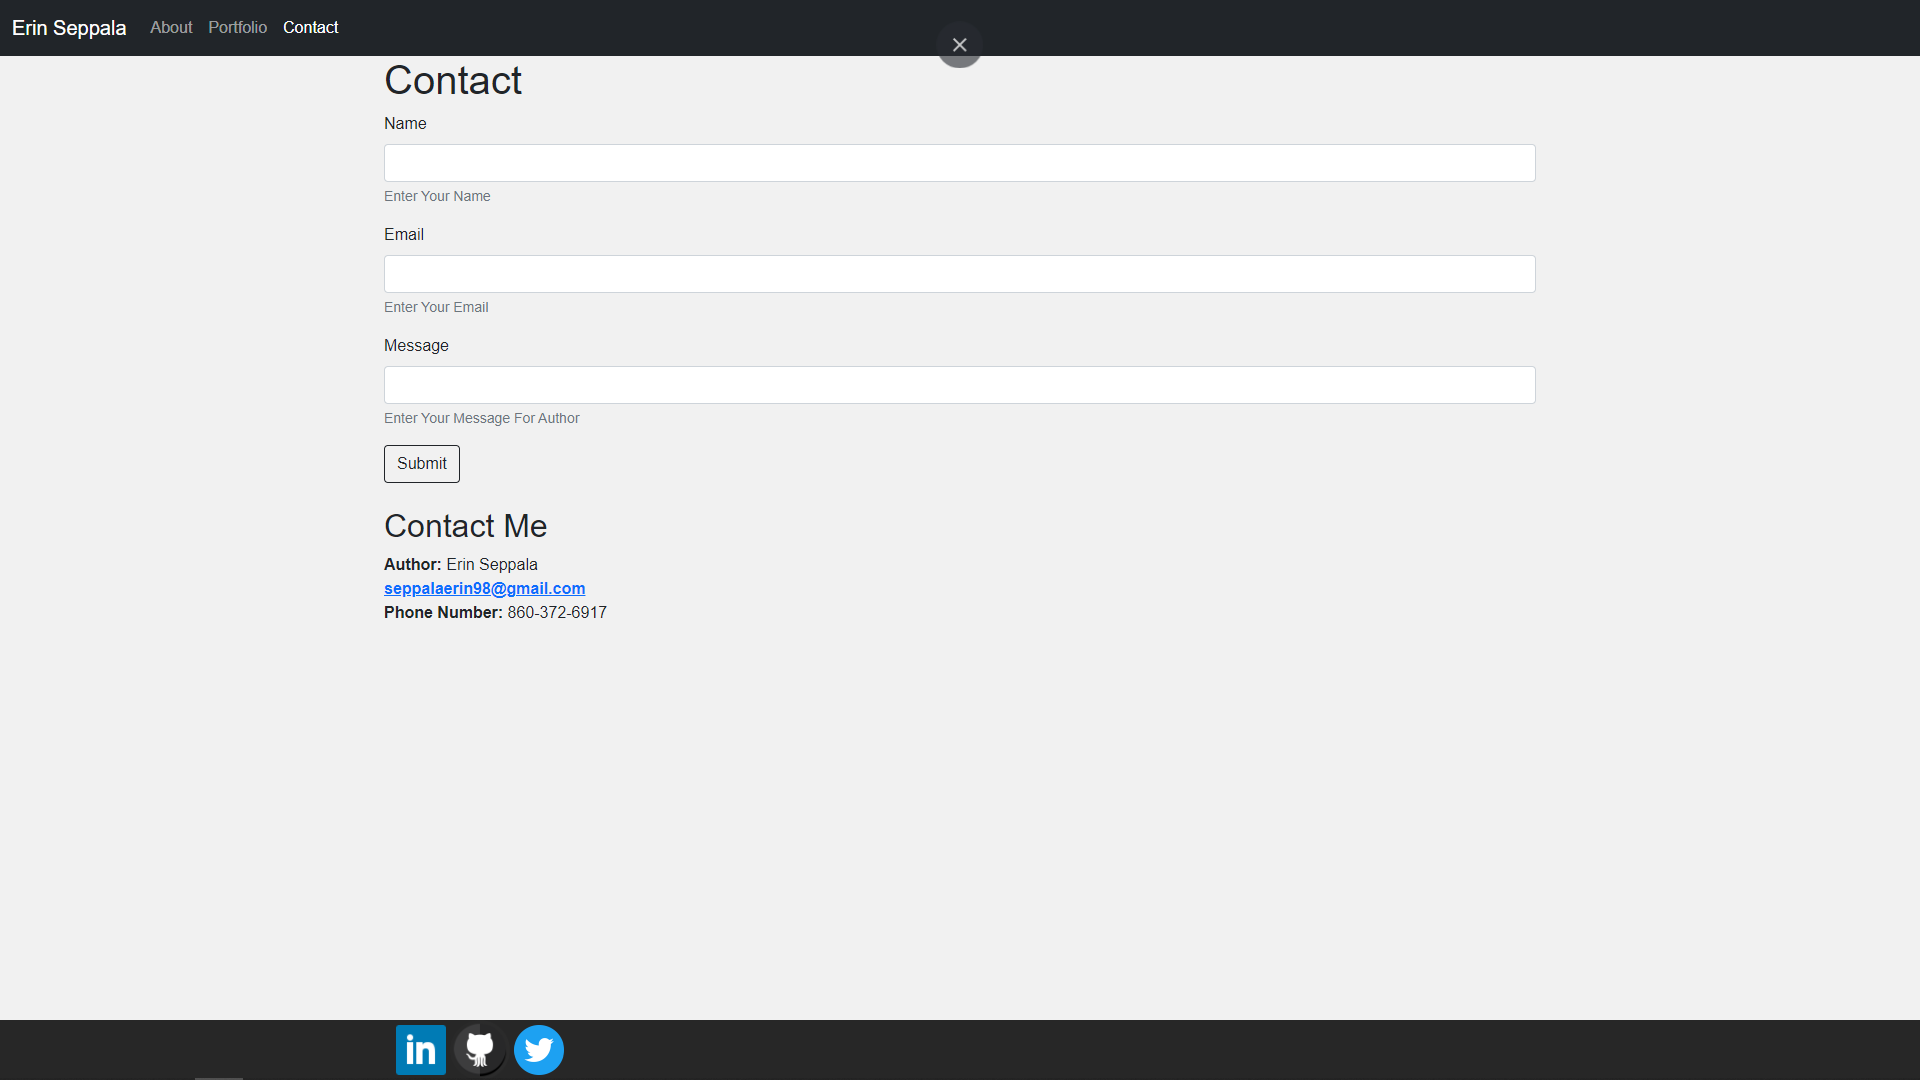 Erin Seppala About Portfolio Contact
Contact
Name
Enter Your Name
Email
Enter Your Email
Message
Enter Your Message For Author
Submit
Contact Me
Author: Erin Seppala
seppalaerin98@gmail.com
Phone Number: 860-372-6917
in